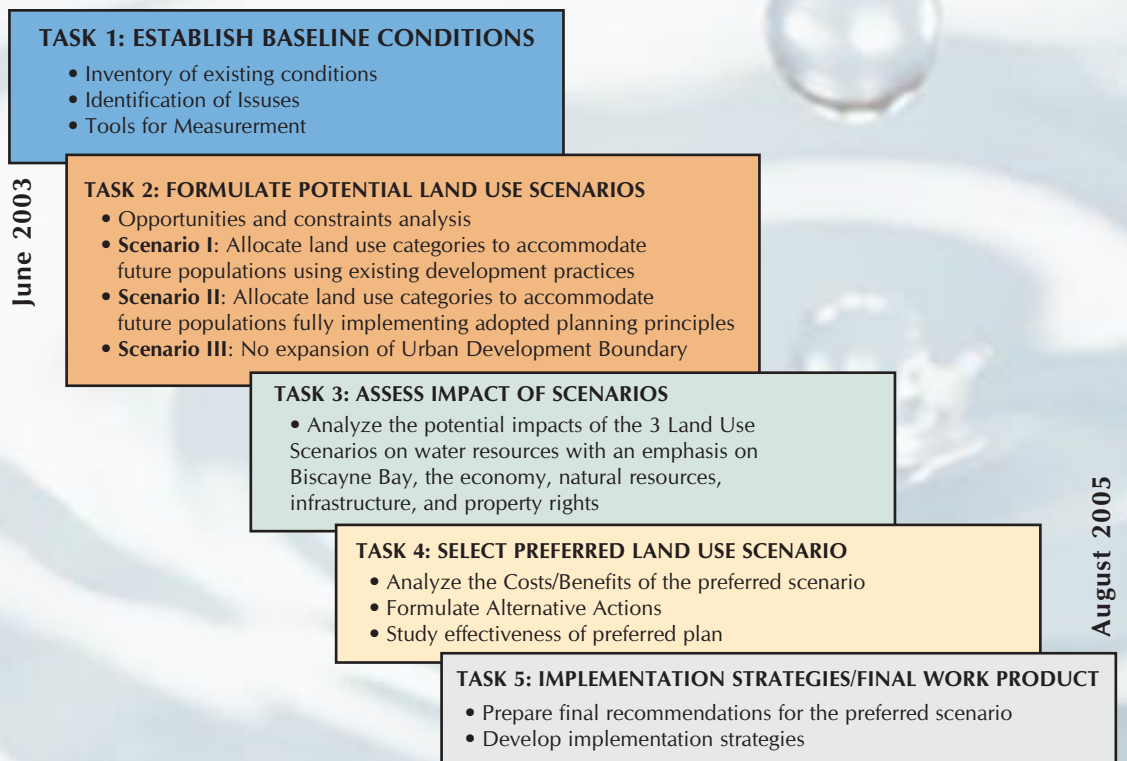 TASK 1: ESTABLISH BASELINE CONDITIONS
• Inventory of existing conditions
• Identification of Issuses
• Tools for Measurerment
June 2003
TASK 2: FORMULATE POTENTIAL LAND USE SCENARIOS
• Opportunities and constraints analysis
• Scenario I: Allocate land use categories to accommodate
future populations using existing development practices
• Scenario II: Allocate land use categories to accommodate
future populations fully implementing adopted planning principles
• Scenario III: No expansion of Urban Development Boundary
TASK 3: ASSESS IMPACT OF SCENARIOS
• Analyze the potential impacts of the 3 Land Use
Scenarios on water resources with an emphasis on
Biscayne Bay, the economy, natural resources,
infrastructure, and property rights
TASK 4: SELECT PREFERRED LAND USE SCENARIO
• Analyze the Costs/Benefits of the preferred scenario
• Formulate Alternative Actions
• Study effectiveness of preferred plan
August 2005
TASK 5: IMPLEMENTATION STRATEGIES/FINAL WORK PRODUCT
• Prepare final recommendations for the preferred scenario
• Develop implementation strategies